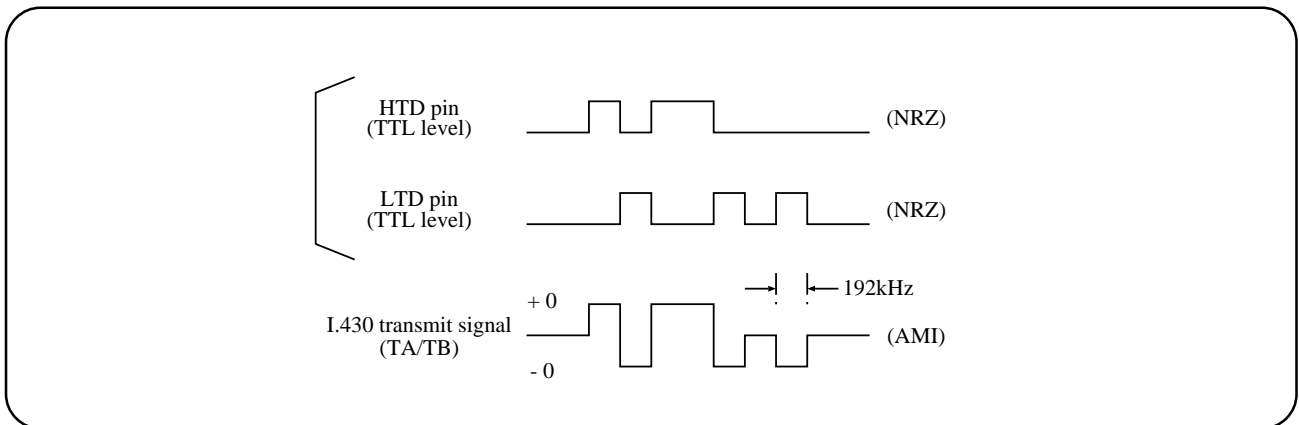 HTD pin
(TTL level)
(NRZ)
LTD pin
(TTL level)
(NRZ)
192kHz
+ 0
I.430 transmit signal
(TA/TB)
(AMI)
- 0